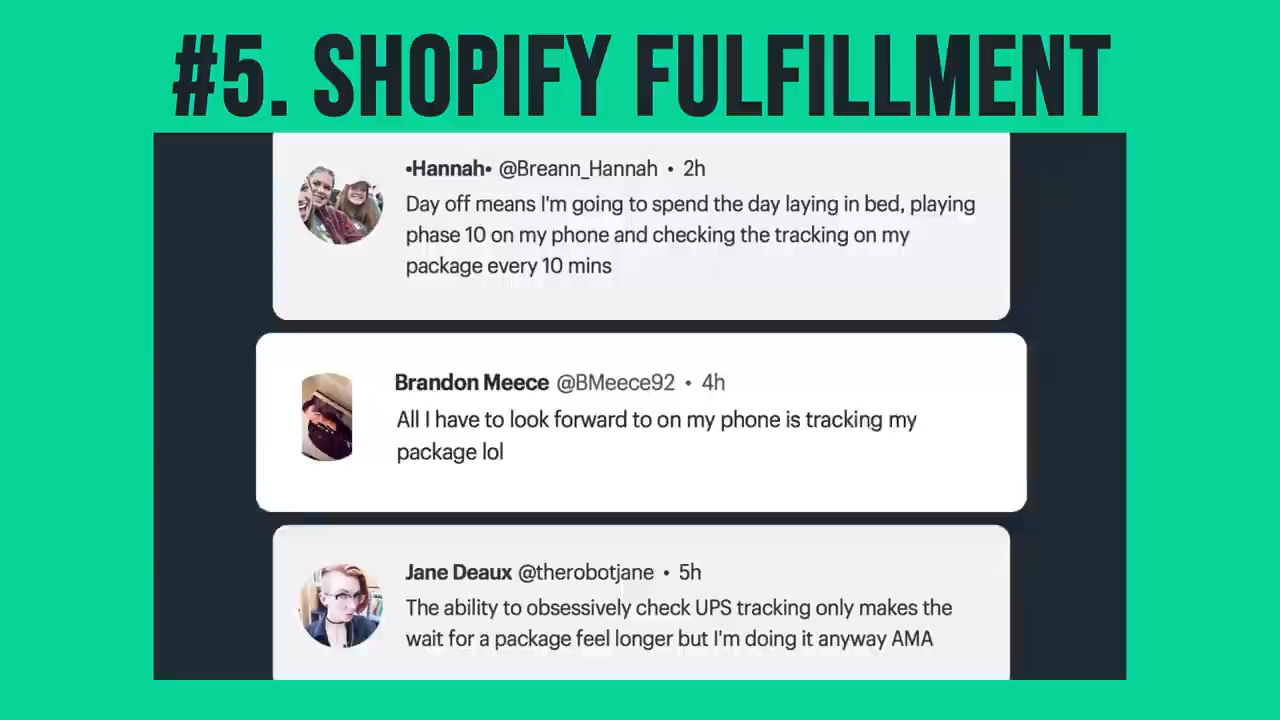 #5. SHOPIFY FULFILLMENT
•Hannah• @Breann_Hannah • 2h
Day off means I'm going to spend the day laying in bed, playing
phase 10 on my phone and checking the tracking on my
package every 10 mins
Brandon Meece @BMeece92 • 4h
All I have to look forward to on my phone is tracking my
package lol
Jane Deaux @therobotjane • 5h
The ability to obsessively check UPS tracking only makes the
wait for a package feel longer but I'm doing it anyway AMA